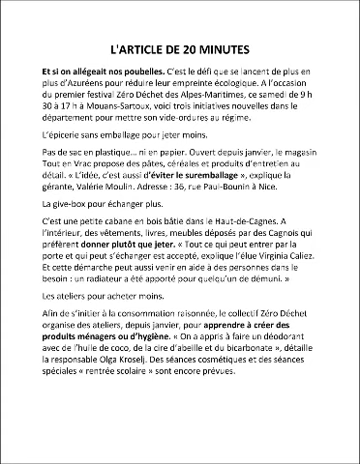 L'ARTICLE DE 20 MINUTES
Et si on allégeait nos poubelles. C'est le défi que se lancent de plus en
plus d'Azuréens pour réduire leur empreinte écologique. A l'occasion
du premier festival Zéro Déchet des Alpes-Maritimes, ce samedi de 9 h
30 à 17 h à Mouans-Sartoux, voici trois initiatives nouvelles dans le
département pour mettre son vide-ordures au régime.
L'épicerie sans emballage pour jeter moins.
Pas de sac en plastique... ni en papier. Ouvert depuis janvier, le magasin
Tout en Vrac propose des pâtes, céréales et produits d'entretien au
détail. « L'idée, c'est aussi d'éviter le suremballage », explique la
gérante, Valérie Moulin. Adresse : 36, rue Paul-Bounin à Nice.
La give-box pour échanger plus.
C'est une petite cabane en bois bâtie dans le Haut-de-Cagnes. A
l'intérieur, des vêtements, livres, meubles déposés par des Cagnois qui
préfèrent donner plutôt que jeter. « Tout ce qui peut entrer par la
porte et qui peut s'échanger est accepté, explique l'élue Virginia Caliez.
Et cette démarche peut aussi venir en aide à des personnes dans le
besoin : un radiateur a été apporté pour quelqu'un de démuni. »
Les ateliers pour acheter moins.
Afin de s'initier à la consommation raisonnée, le collectif Zéro Déchet
organise des ateliers, depuis janvier, pour apprendre à créer des
produits ménagers ou d'hygiène. « On a appris à faire un déodorant
avec de l'huile de coco, de la cire d'abeille et du bicarbonate », détaille
la responsable Olga Kroselj. Des séances cosmétiques et des séances
spéciales « rentrée scolaire » sont encore prévues.